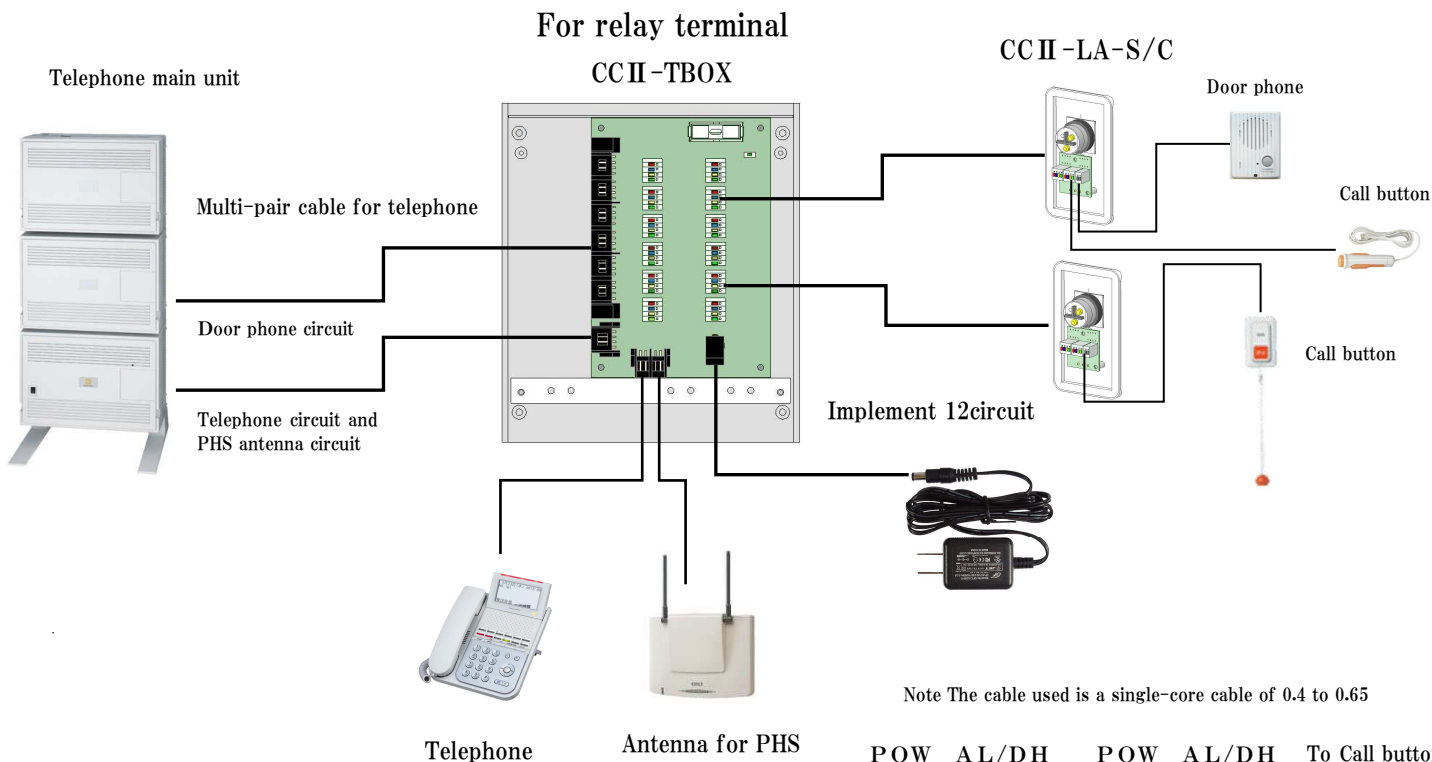 For relay terminal
CCⅡ-TBOX
CCⅡ-LA-S/C
Telephone main unit
Door phone
Call button
Multi-pair cable for telephone
Door phone circuit
Call button
Telephone circuit and
PHS antenna circuit
Implement 12circuit
Note The cable used is a single-core cable of 0.4 to 0.65
Telephone
Antenna for PHS
POW AL/DH POW AL/DH To Call button